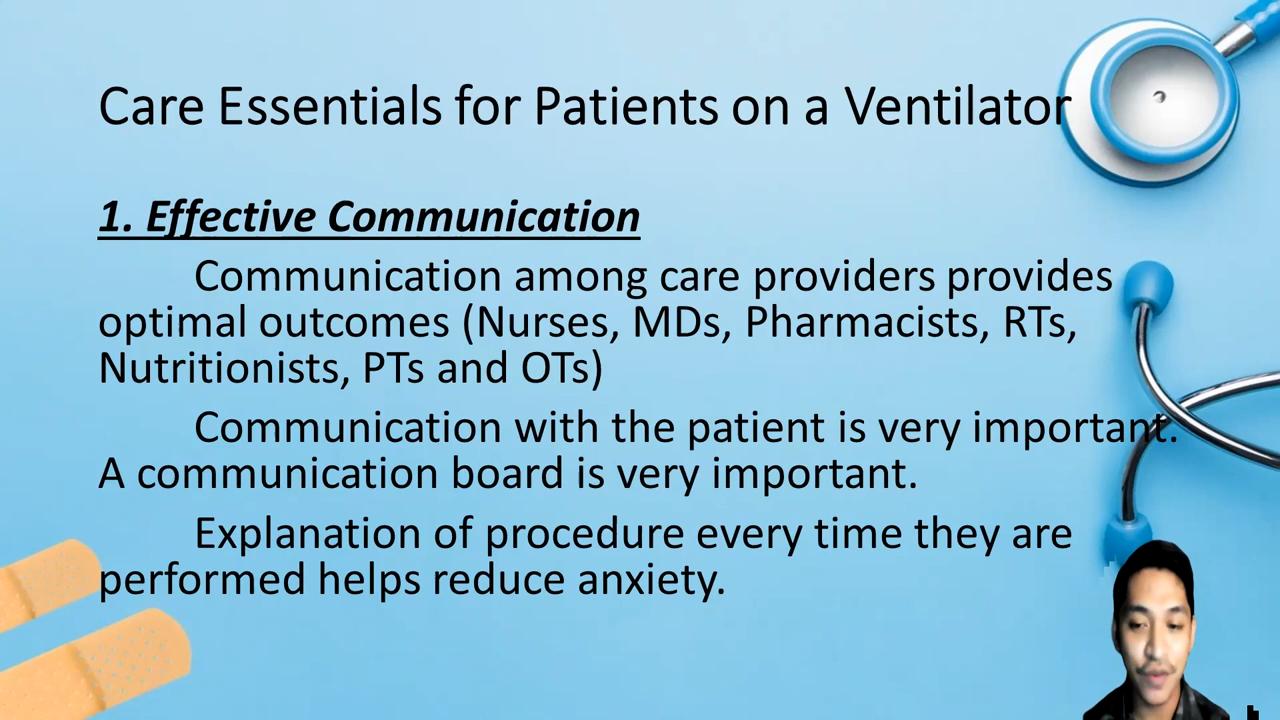 Care Essentials for Patients on a Ventilator
1. Effective Communication
Communication among care providers provides
optimal outcomes (Nurses, MDs, Pharmacists, RTs,
Nutritionists, PTs and OTs)
Communication with the patient is very important.
A communication board is very important.
Explanation of procedure every time they are
performed helps reduce anxiety.